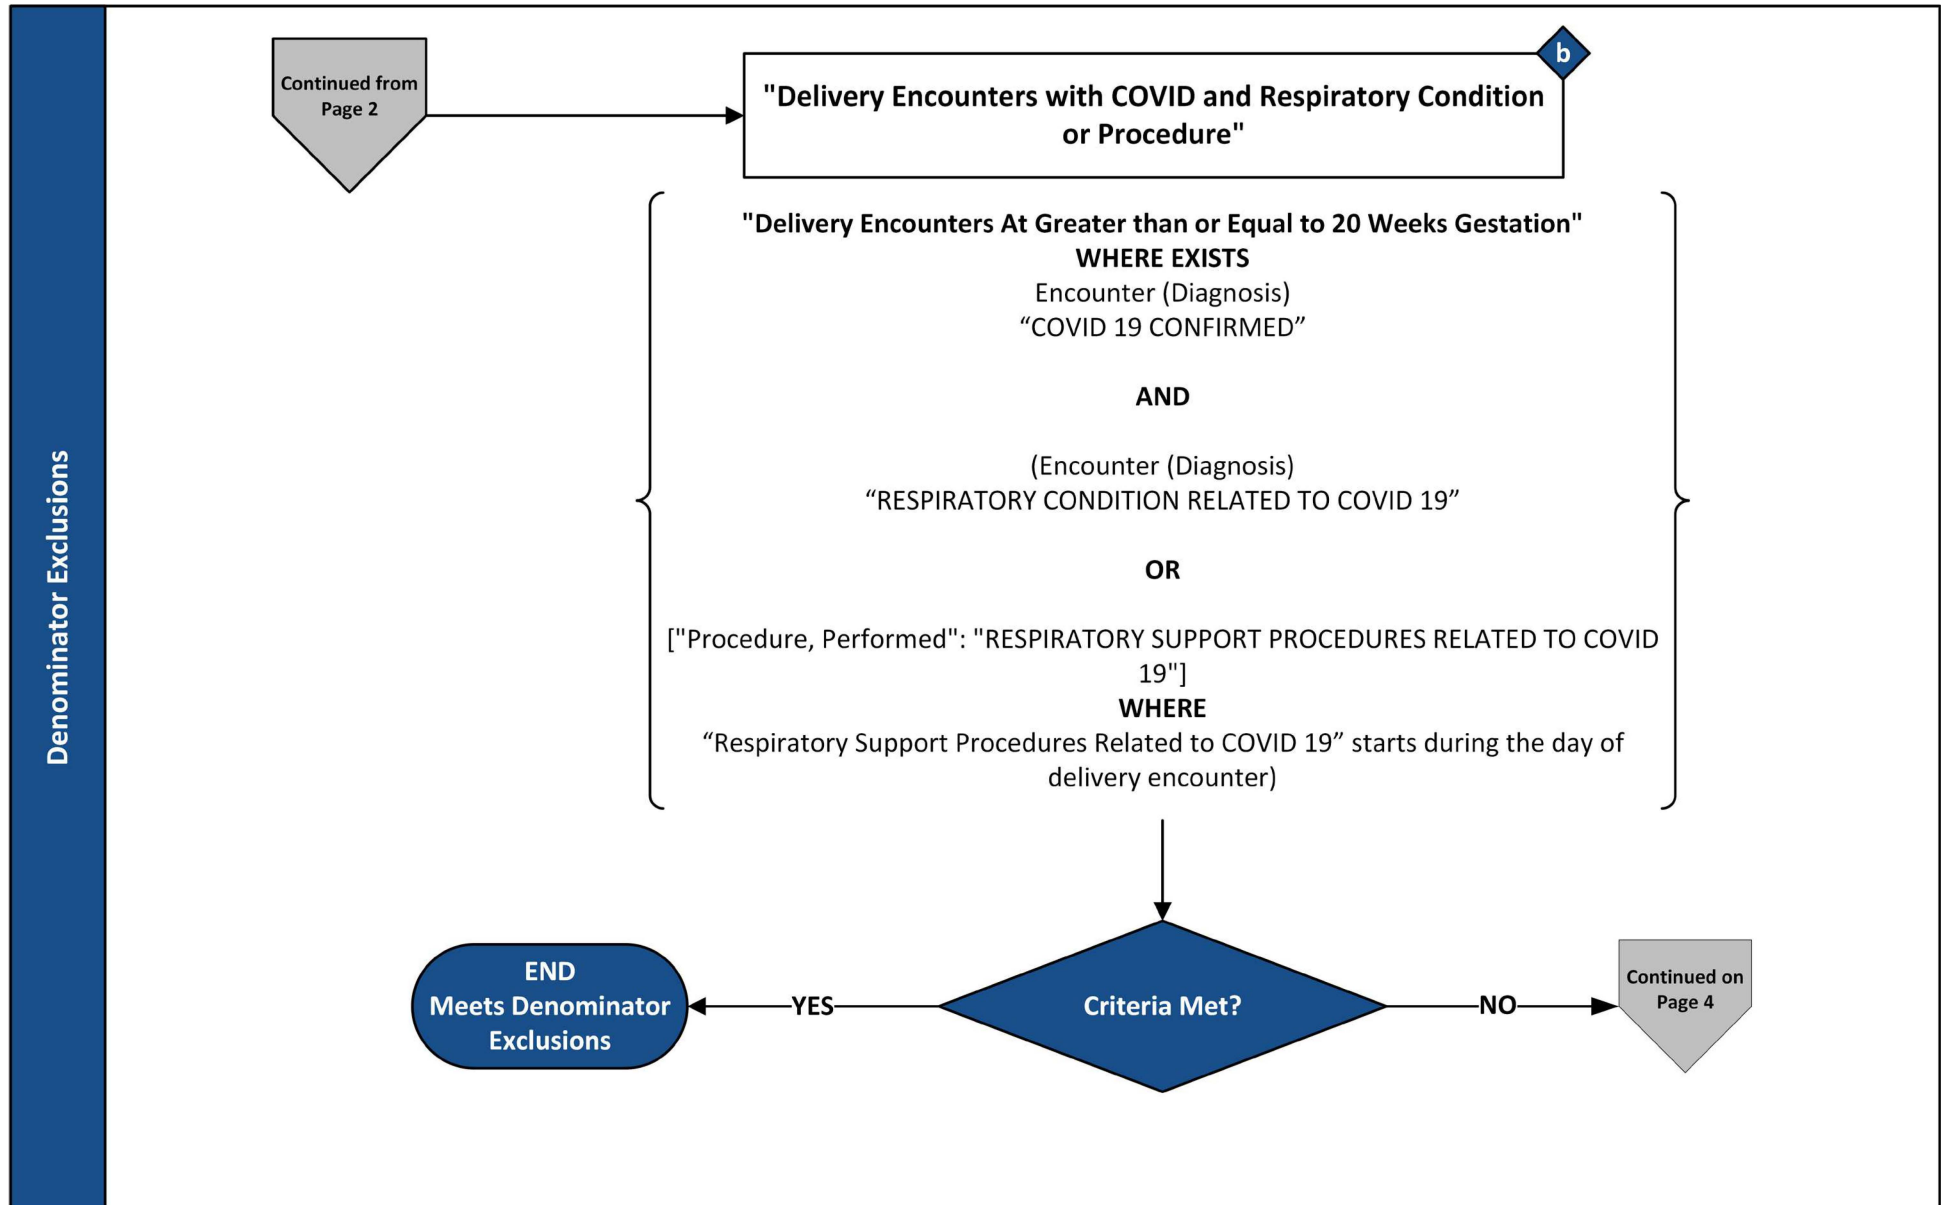 Denominator Exclusions
Continued from
Page 2
b
"Delivery Encounters with COVID and Respiratory Condition
or Procedure"
"Delivery Encounters At Greater than or Equal to 20 Weeks Gestation"
WHERE EXISTS
Encounter (Diagnosis)
“COVID 19 CONFIRMED”
AND
(Encounter (Diagnosis)
“RESPIRATORY CONDITION RELATED TO COVID 19”
OR
["Procedure, Performed": "RESPIRATORY SUPPORT PROCEDURES RELATED TO COVID
19"]
WHERE
“Respiratory Support Procedures Related to COVID 19” starts during the day of
delivery encounter)
END
Meets Denominator
Exclusions
YES
Criteria Met?
NO
Continued on
Page 4